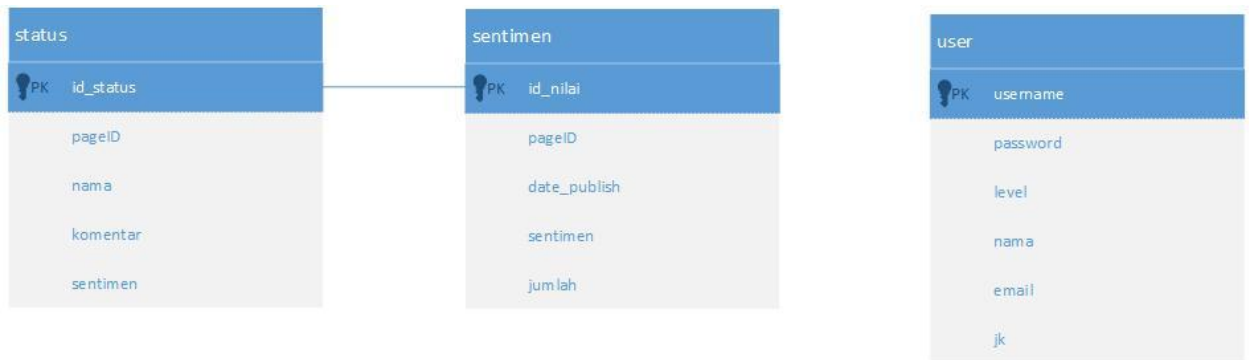 status
PK id_status
pageID
nama
komentar
sentimen
sentimen
PK id_nilai
pageID
date_publish
sentimen
jumlah
user
PK username
password
level
nama
email
jk